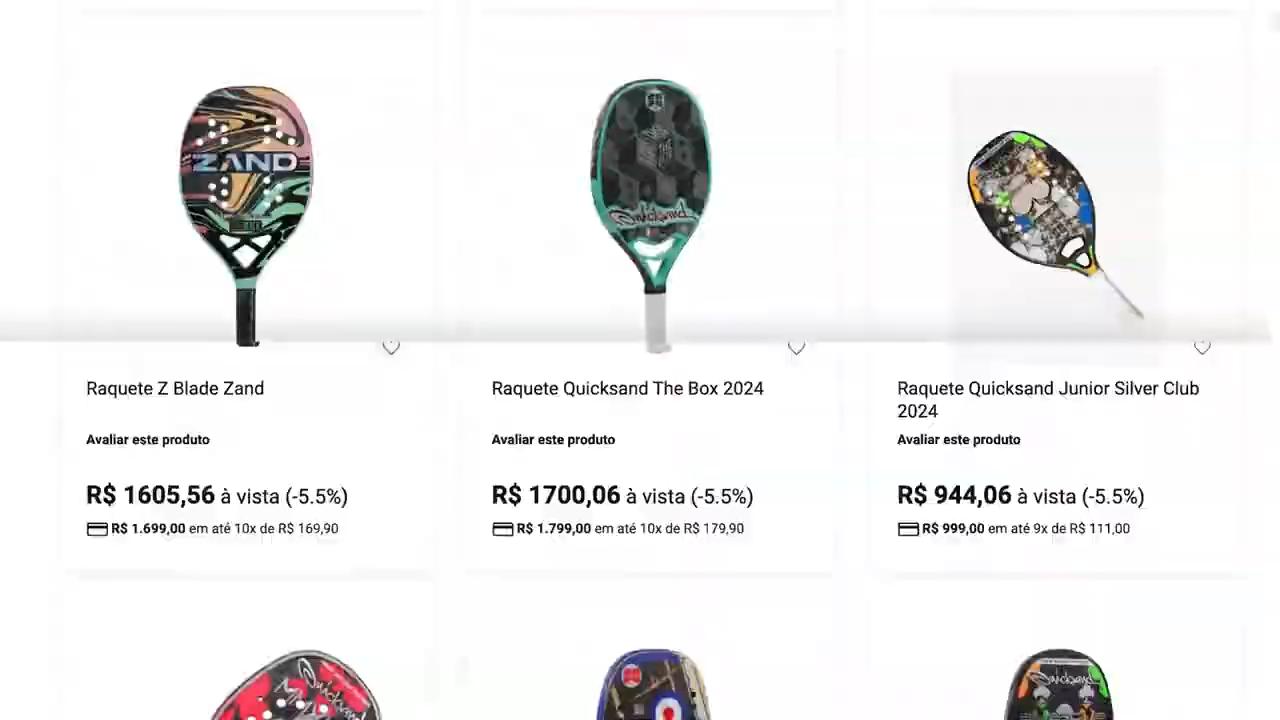 ZAND
Quicksand
Raquete Z Blade Zand
Avaliar este produto
R$ 1605,56 à vista (-5.5%)
R$ 1.699,00 em até 10x de R$ 169,90
Raquete Quicksand The Box 2024
Avaliar este produto
R$ 1700,06 à vista (-5.5%)
R$ 1.799,00 em até 10x de R$ 179,90
Raquete Quicksand Junior Silver Club
2024
Avaliar este produto
R$ 944,06 à vista (-5.5%)
R$ 999,00 em até 9x de R$ 111,00
Quicksand
Quicksand